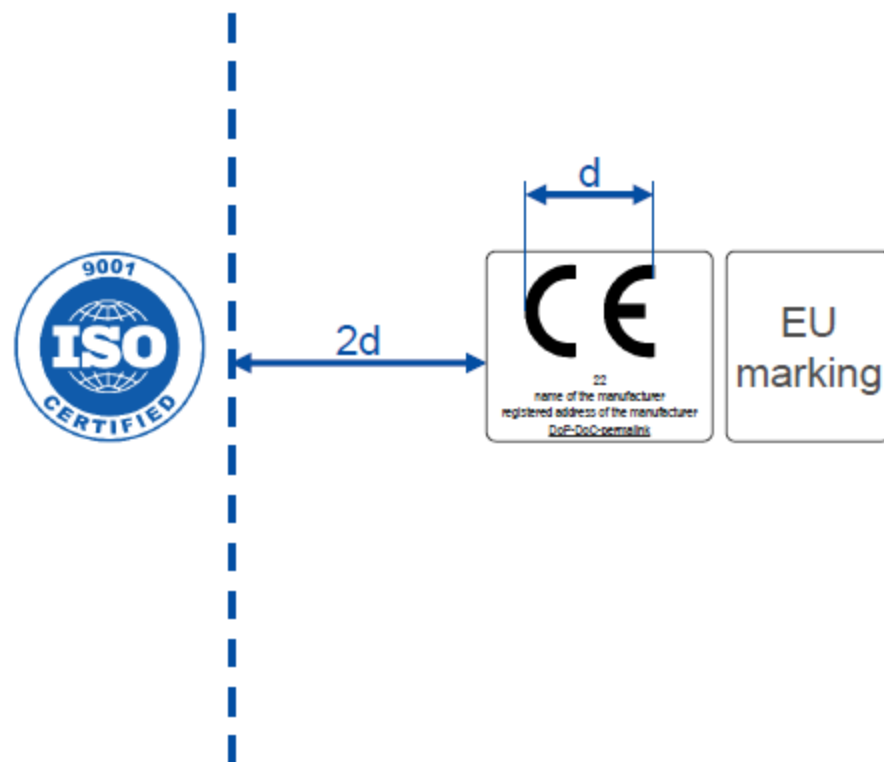 d
9001
ISO
CERTIFIED
2d
CE
22
name of the manufacturer
registered address of the manufacturer
DoP-DoC-permalink
EU
marking